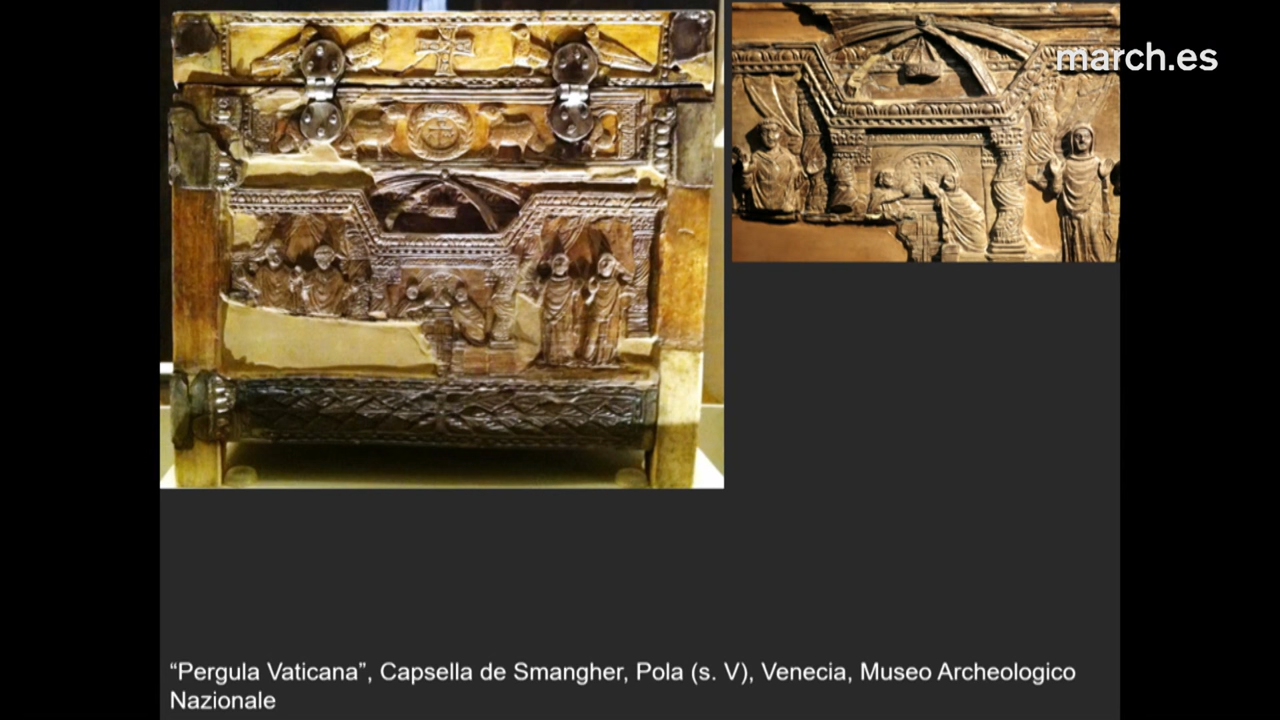 march.es
“Pergula Vaticana”, Capsella de Smangher, Pola (s. V), Venecia, Museo Archeologico
Nazionale